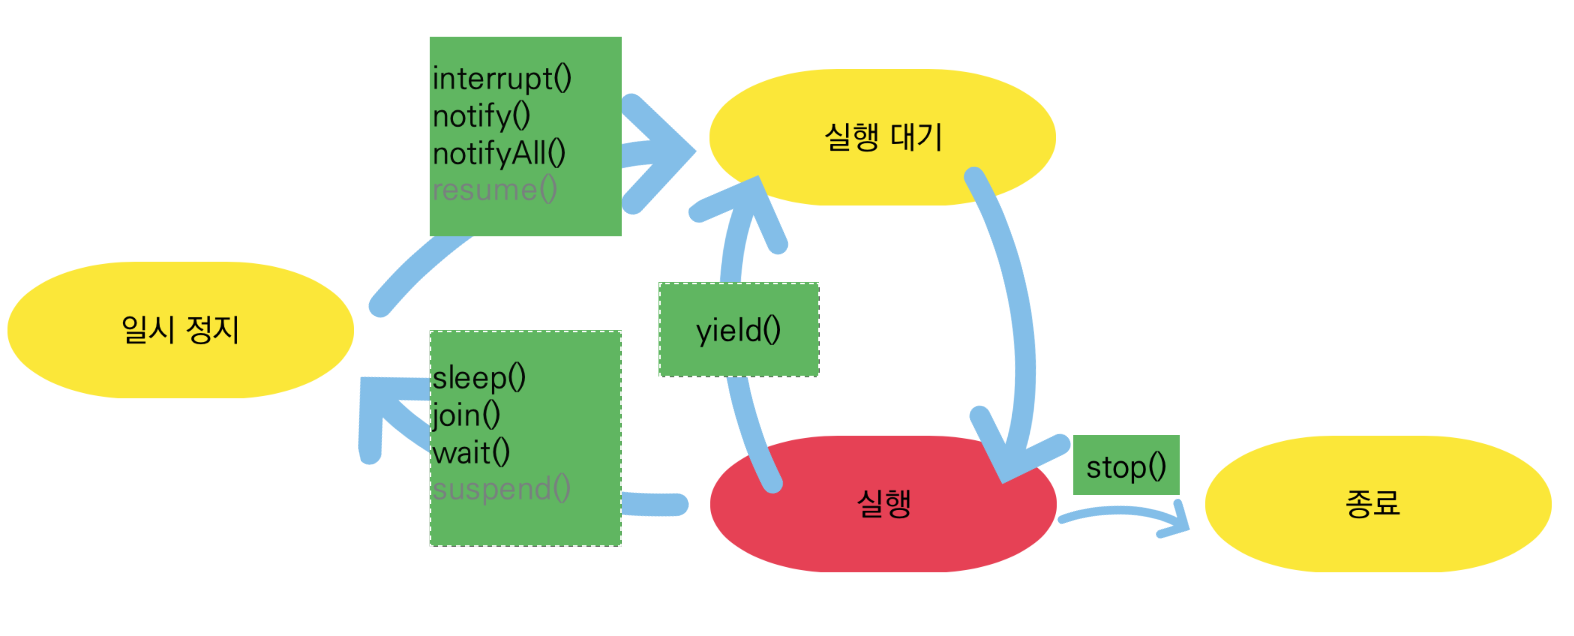 interrupt()
notify()
notifyAll()
resume()
실행 대기
일시 정지
yield()
sleep()
join()
wait()
suspend()
실행
stop()
종료